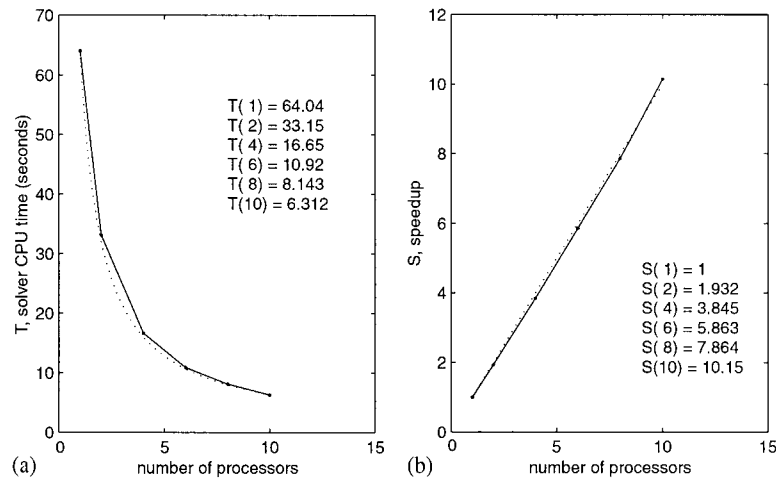 70
60
50
40
30
20
10
0
T, solver CPU time (seconds)
T( 1) = 64.04
T( 2) = 33.15
T( 4) = 16.65
T( 6) = 10.92
T( 8) = 8.143
T(10) = 6.312
0
5
10
15
number of processors
(a)
12
10
8
6
4
2
0
S, speedup
S( 1) = 1
S( 2) = 1.932
S( 4) = 3.845
S( 6) = 5.863
S( 8) = 7.864
S(10) = 10.15
0
5
10
15
number of processors
(b)